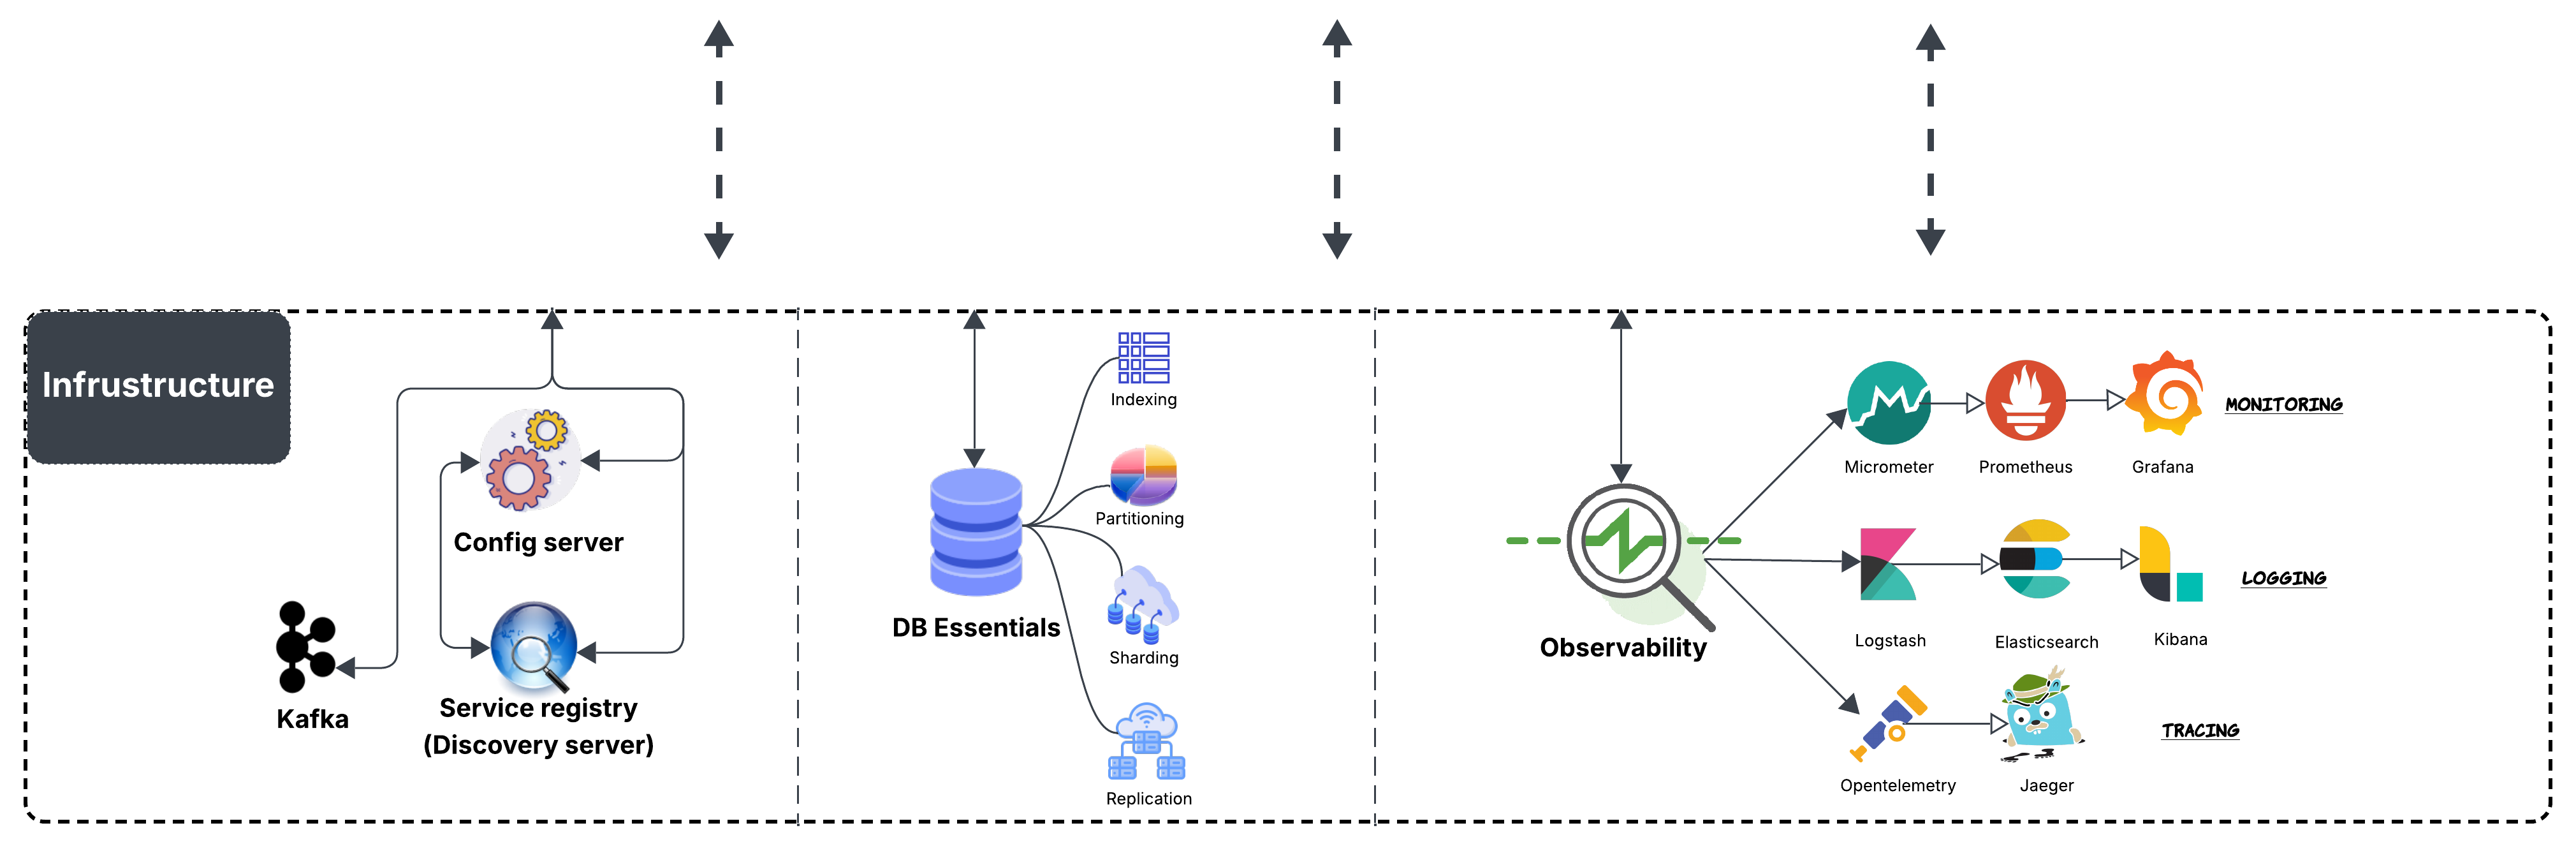 Infrustructure
Config server
Kafka
Service registry
(Discovery server)
DB Essentials
Indexing
Partitioning
Sharding
Replication
Observability
Micrometer
Prometheus
Grafana
MONITORING
Logstash
Elasticsearch
Kibana
LOGGING
Opentelemetry
Jaeger
TRACING